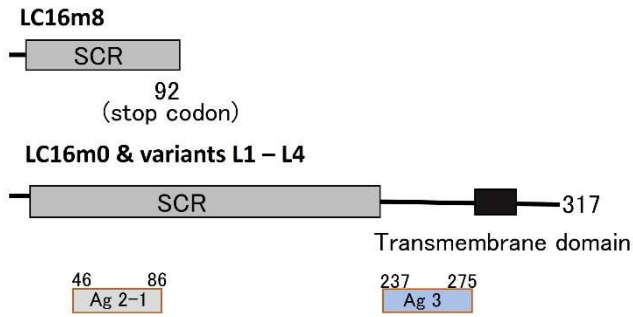 LC16m8
SCR
92
(stop codon)
LC16m0 & variants L1 – L4
SCR
317
Transmembrane domain
46 86 237 275
Ag 2-1 Ag 3